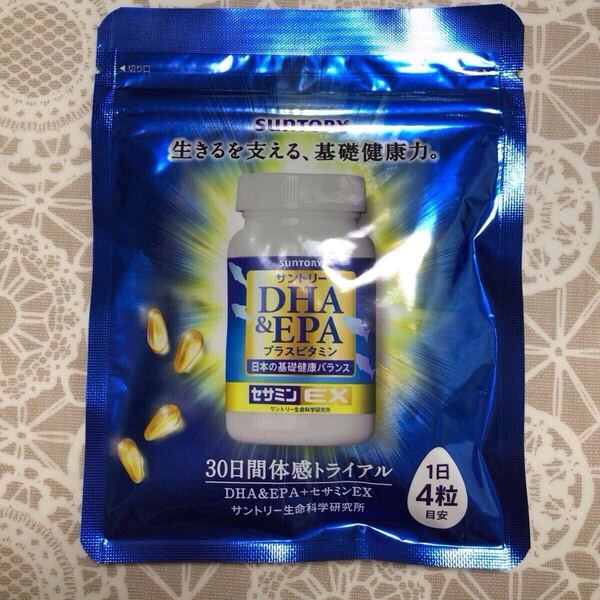 ◀切り口
SUNTORY
生きるを支える、基礎健康力。
SUNTORY
サントリー
DHA
&EPA
プラスビタミン
日本の基礎健康バランス
セサミンEX
サントリー生命科学研究所
30日間体感トライアル
DHA&EPA+セサミンEX
サントリー生命科学研究所
1日
4粒
目安